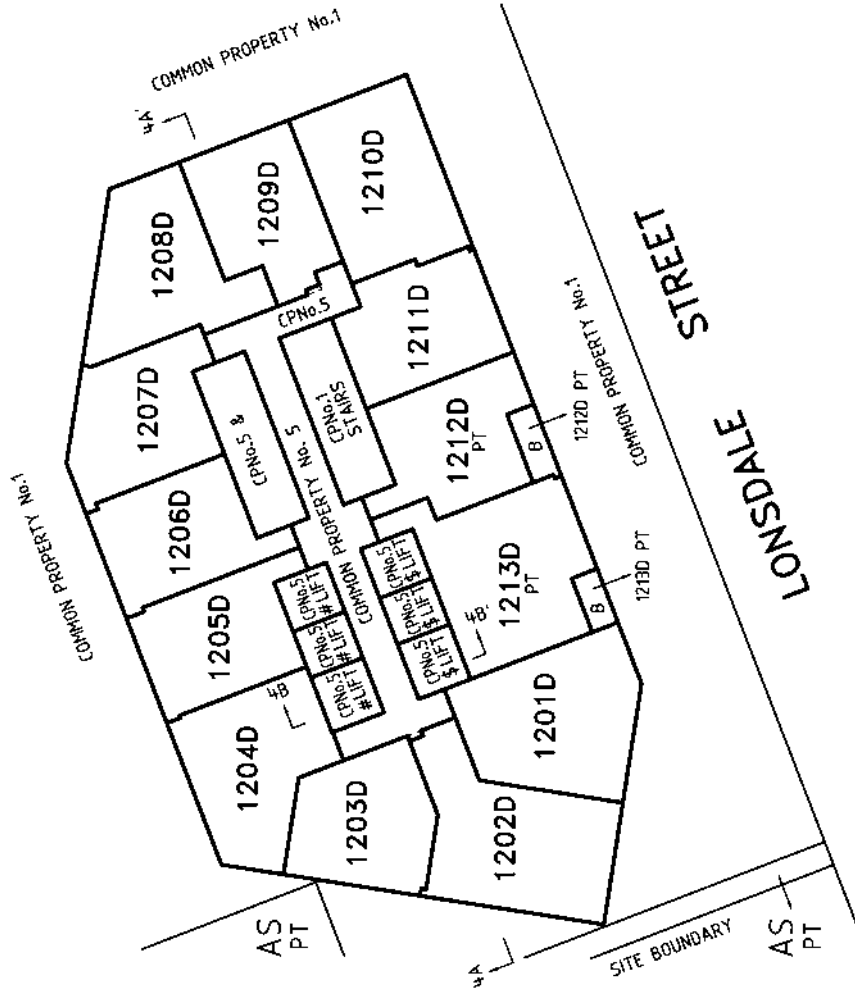 COMMON PROPERTY No.1
4A'
1208D
1209D
1210D
CPNo.5
1207D
1211D
CPNo.5 &
CPNo.1
STAIRS
COMMON PROPERTY No.1
1206D
COMMON PROPERTY No. 5
1212D
PT
B
1212D PT
COMMON PROPERTY No.1
LONSDALE STREET
1205D
CPNo.5
# LIFT
CPNo.5
# LIFT
CPNo.5
# LIFT
CPNo.5
$ LIFT
CPNo.5
$ LIFT
CPNo.5
$ LIFT
1213D
PT
B
1213D PT
4B
4B'
1204D
1203D
1202D
1201D
AS
PT
4A
SITE BOUNDARY
AS
PT